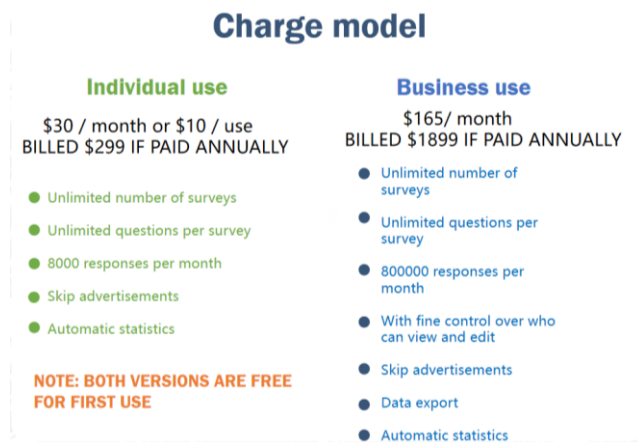 Charge model
Individual use
$30 / month or $10 / use
BILLED $299 IF PAID ANNUALLY
Unlimited number of surveys
Unlimited questions per survey
8000 responses per month
Skip advertisements
Automatic statistics
NOTE: BOTH VERSIONS ARE FREE
FOR FIRST USE
Business use
$165/ month
BILLED $1899 IF PAID ANNUALLY
Unlimited number of
surveys
Unlimited questions per
survey
800000 responses per
month
With fine control over who
can view and edit
Skip advertisements
Data export
Automatic statistics